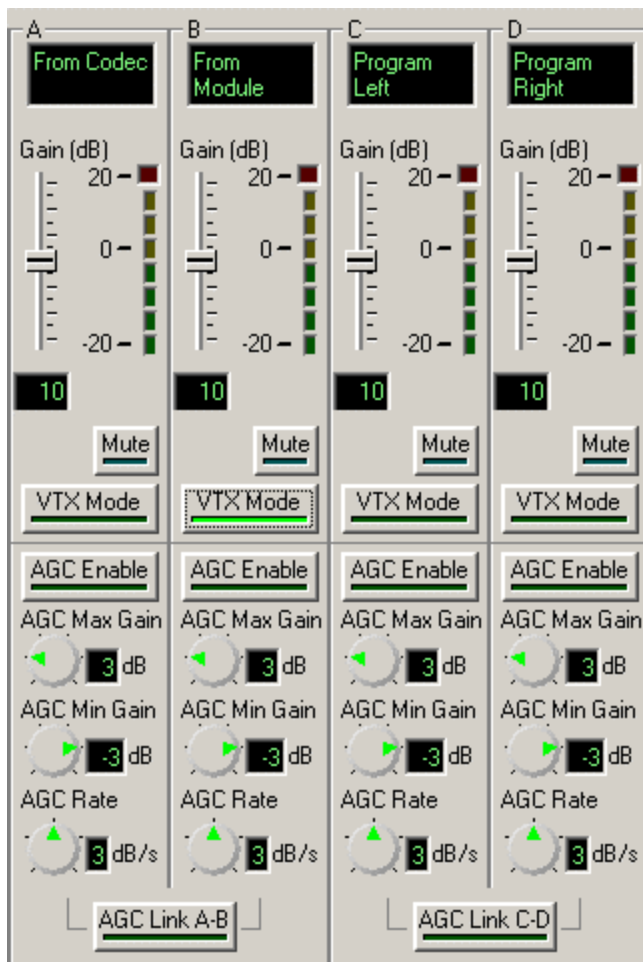 A B C D
From Codec From Module Program Left Program Right
Gain (dB) Gain (dB) Gain (dB) Gain (dB)
20 20 20 20
0 0 0 0
-20 -20 -20 -20
10 10 10 10
Mute Mute Mute Mute
VTX Mode VTX Mode VTX Mode VTX Mode
AGC Enable AGC Enable AGC Enable AGC Enable
AGC Max Gain AGC Max Gain AGC Max Gain AGC Max Gain
3 dB 3 dB 3 dB 3 dB
AGC Min Gain AGC Min Gain AGC Min Gain AGC Min Gain
-3 dB -3 dB -3 dB -3 dB
AGC Rate AGC Rate AGC Rate AGC Rate
3 dB/s 3 dB/s 3 dB/s 3 dB/s
AGC Link A-B AGC Link C-D